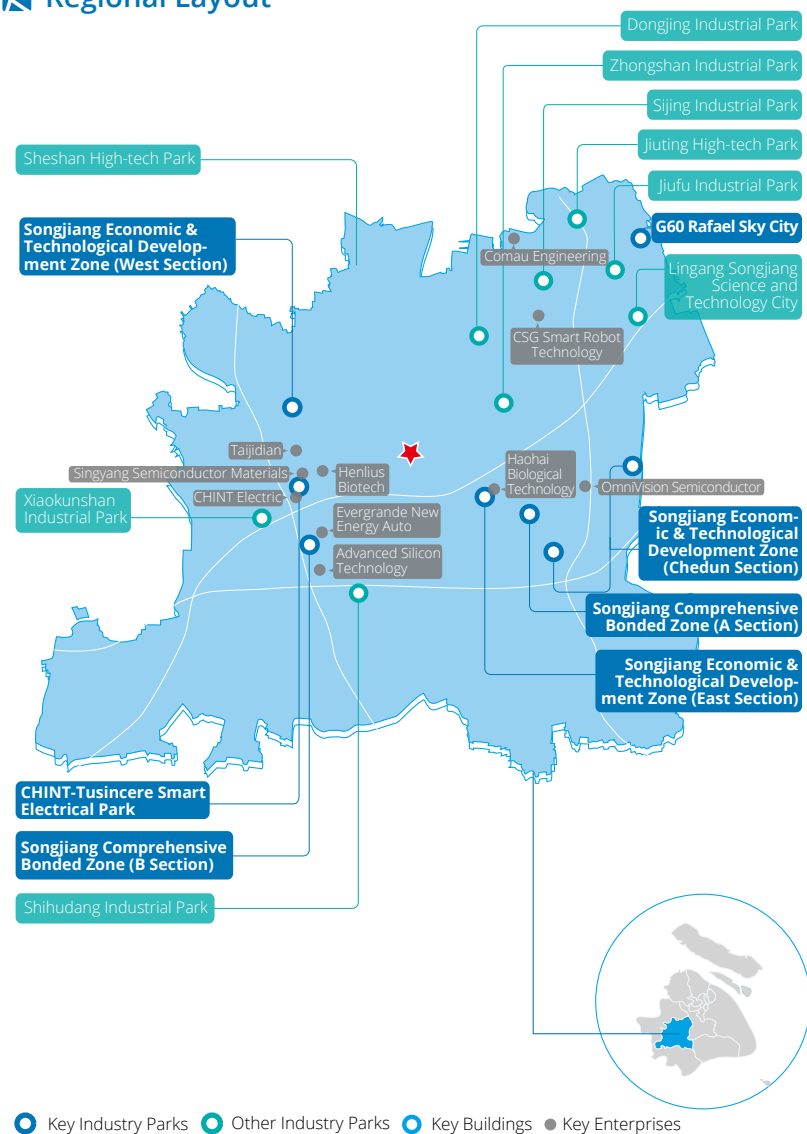 Regional Layout
Dongjing Industrial Park
Zhongshan Industrial Park
Sijing Industrial Park
Jiuting High-tech Park
Jiufu Industrial Park
G60 Rafael Sky City
Lingang Songjiang
Science and
Technology City
Sheshan High-tech Park
Songjiang Economic &
Technological Develop-
ment Zone (West Section)
Comau Engineering
CSG Smart Robot
Technology
Taijidian
Singyang Semiconductor Materials
CHINT Electric
Henlius
Biotech
Evergrande New
Energy Auto
Advanced Silicon
Technology
Haohai
Biological
Technology
OmniVision Semiconductor
Xiaokunshan
Industrial Park
Songjiang Econom-
ic & Technological
Development Zone
(Chedun Section)
Songjiang Comprehensive
Bonded Zone (A Section)
Songjiang Economic &
Technological Develop-
ment Zone (East Section)
CHINT-Tusincere Smart
Electrical Park
Songjiang Comprehensive
Bonded Zone (B Section)
Shihudang Industrial Park
Key Industry Parks
Other Industry Parks
Key Buildings
Key Enterprises